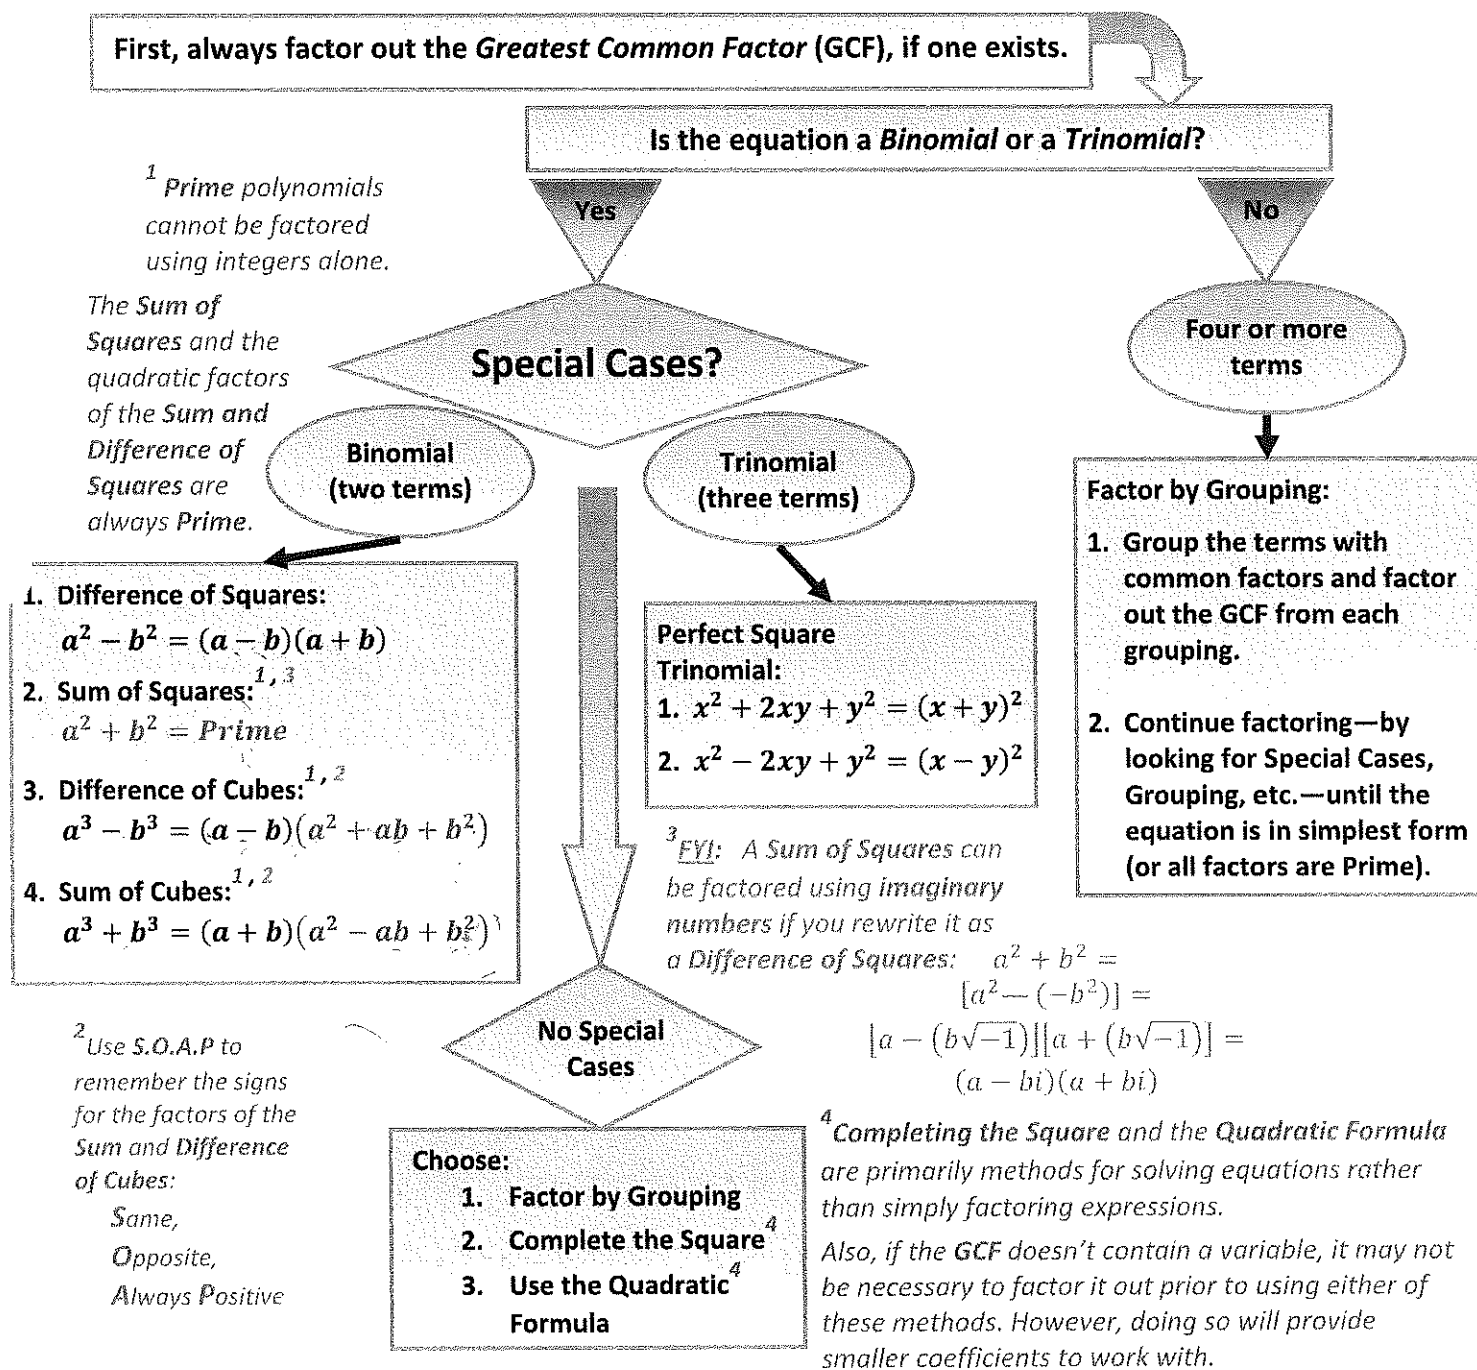 First, always factor out the Greatest Common Factor (GCF), if one exists.
Is the equation a Binomial or a Trinomial?
Yes
No
1 Prime polynomials
cannot be factored
using integers alone.
The Sum of
Squares and the
quadratic factors
of the Sum and
Difference of
Squares are
always Prime.
Special Cases?
Four or more
terms
Binomial
(two terms)
Trinomial
(three terms)
1. Difference of Squares:
a² − b² = (a − b)(a + b)
2. Sum of Squares:1,3
a² + b² = Prime
3. Difference of Cubes:1,2
a³ − b³ = (a − b)(a² + ab + b²)
4. Sum of Cubes:1,2
a³ + b³ = (a + b)(a² − ab + b²)
Perfect Square
Trinomial:
1. x² + 2xy + y² = (x + y)²
2. x² − 2xy + y² = (x − y)²
Factor by Grouping:
1. Group the terms with
common factors and factor
out the GCF from each
grouping.
2. Continue factoring—by
looking for Special Cases,
Grouping, etc.—until the
equation is in simplest form
(or all factors are Prime).
3 FYI: A Sum of Squares can
be factored using imaginary
numbers if you rewrite it as
a Difference of Squares: a² + b² =
[a² − (−b²)] =
[a − (b√−1)][a + (b√−1)] =
(a − bi)(a + bi)
2 Use S.O.A.P to
remember the signs
for the factors of the
Sum and Difference
of Cubes:
Same,
Opposite,
Always Positive
No Special
Cases
Choose:
1. Factor by Grouping
2. Complete the Square4
3. Use the Quadratic4
Formula
4 Completing the Square and the Quadratic Formula
are primarily methods for solving equations rather
than simply factoring expressions.
Also, if the GCF doesn't contain a variable, it may not
be necessary to factor it out prior to using either of
these methods. However, doing so will provide
smaller coefficients to work with.